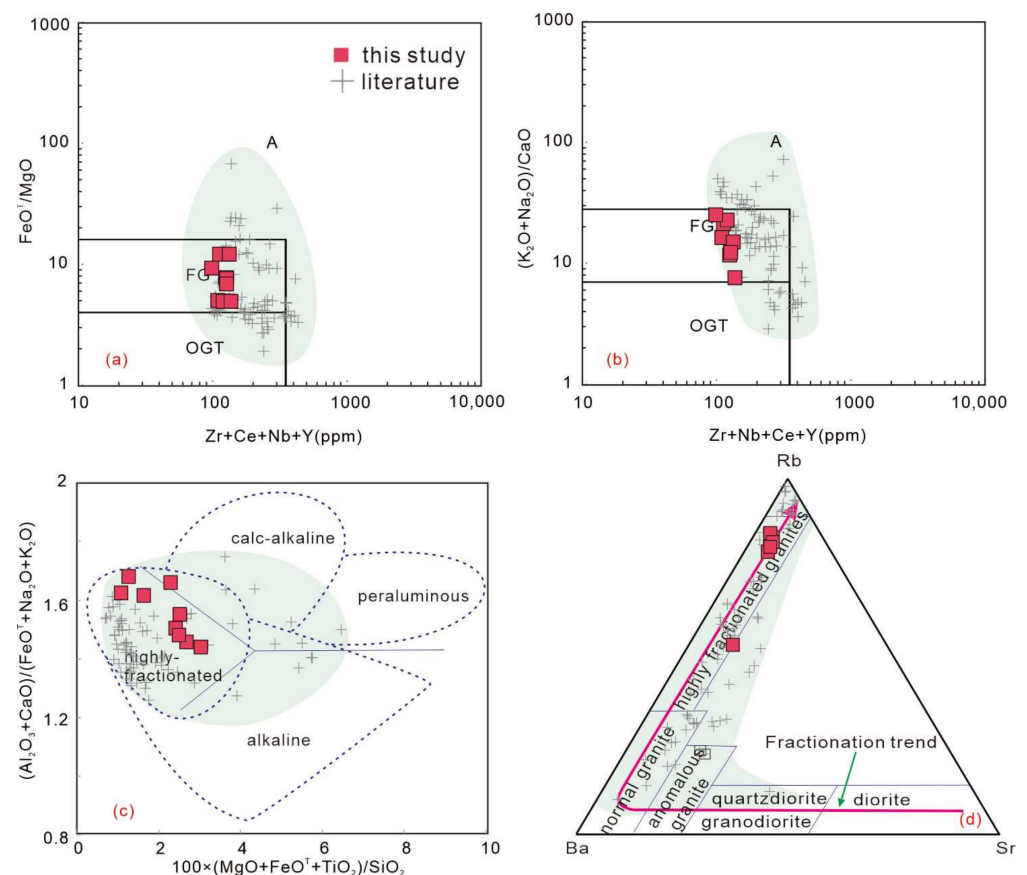 1000
100
10
1
FeOᵀ/MgO
this study
literature
A
FG
OGT
(a)
10
100
1000
10,000
Zr+Ce+Nb+Y(ppm)
1000
100
10
1
(K₂O+Na₂O)/CaO
A
FG
OGT
(b)
10
100
1000
10,000
Zr+Nb+Ce+Y(ppm)
2
1.6
1.2
0.8
(Al₂O₃+CaO)/(FeOᵀ+Na₂O+K₂O)
calc-alkaline
peraluminous
highly-
fractionated
alkaline
(c)
0
2
4
6
8
10
100×(MgO+FeOᵀ+TiO₂)/SiO₂
Rb
highly fractionated granites
normal granite
anomalous
granite
Fractionation trend
quartzdiorite
diorite
granodiorite
(d)
Ba
Sr